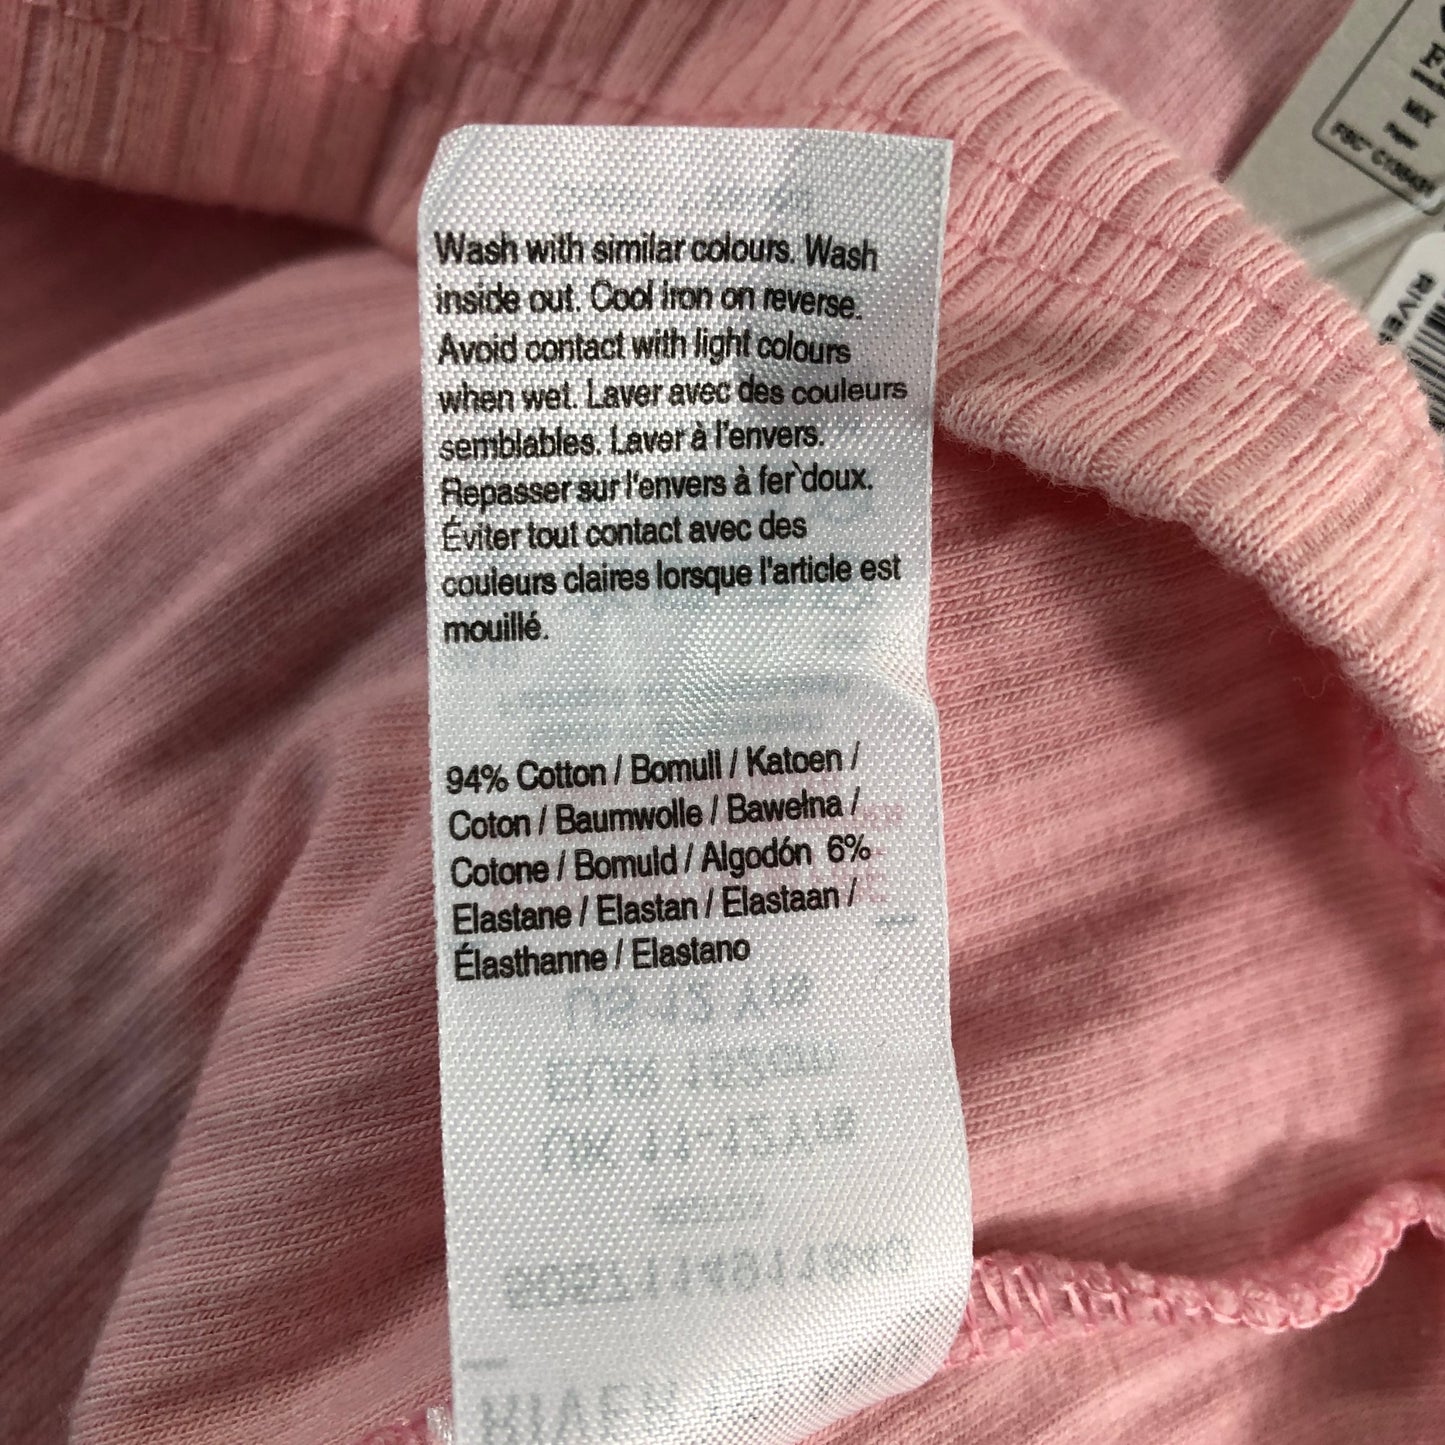 Wash with similar colours. Wash
inside out. Cool iron on reverse.
Avoid contact with light colours
when wet. Laver avec des couleurs
semblables. Laver à l'envers.
Repasser sur l'envers à fer`doux.
Éviter tout contact avec des
couleurs claires lorsque l'article est
mouillé.
94% Cotton / Bomull / Katoen /
Coton / Baumwolle / Bawełna /
Cotone / Bomuld / Algodón 6%
Elastane / Elastan / Elastaan /
Élasthanne / Elastano
MIX
Paper
RIVE